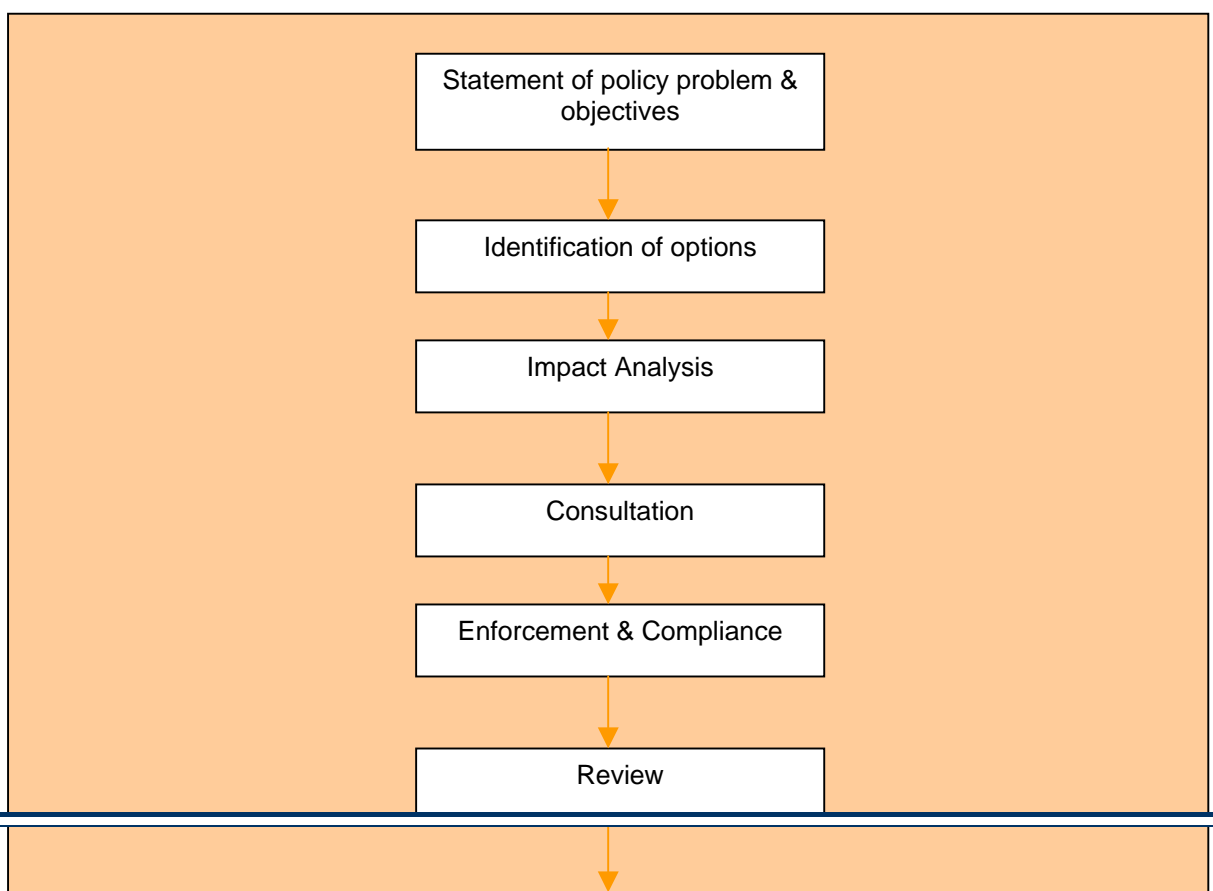 Statement of policy problem &
objectives
Identification of options
Impact Analysis
Consultation
Enforcement & Compliance
Review